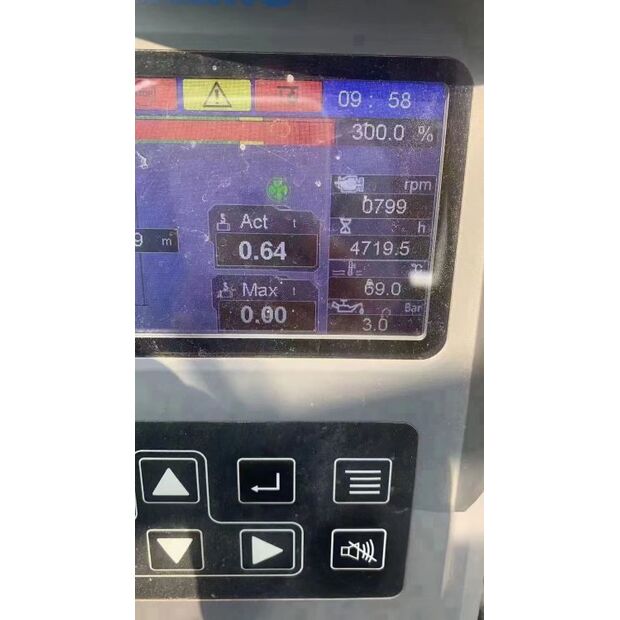 09 : 58
300.0 %
rpm
0799
h
4719.5
°C
69.0
Bar
3.0
9 m
Act t
0.64
Max t
0.00